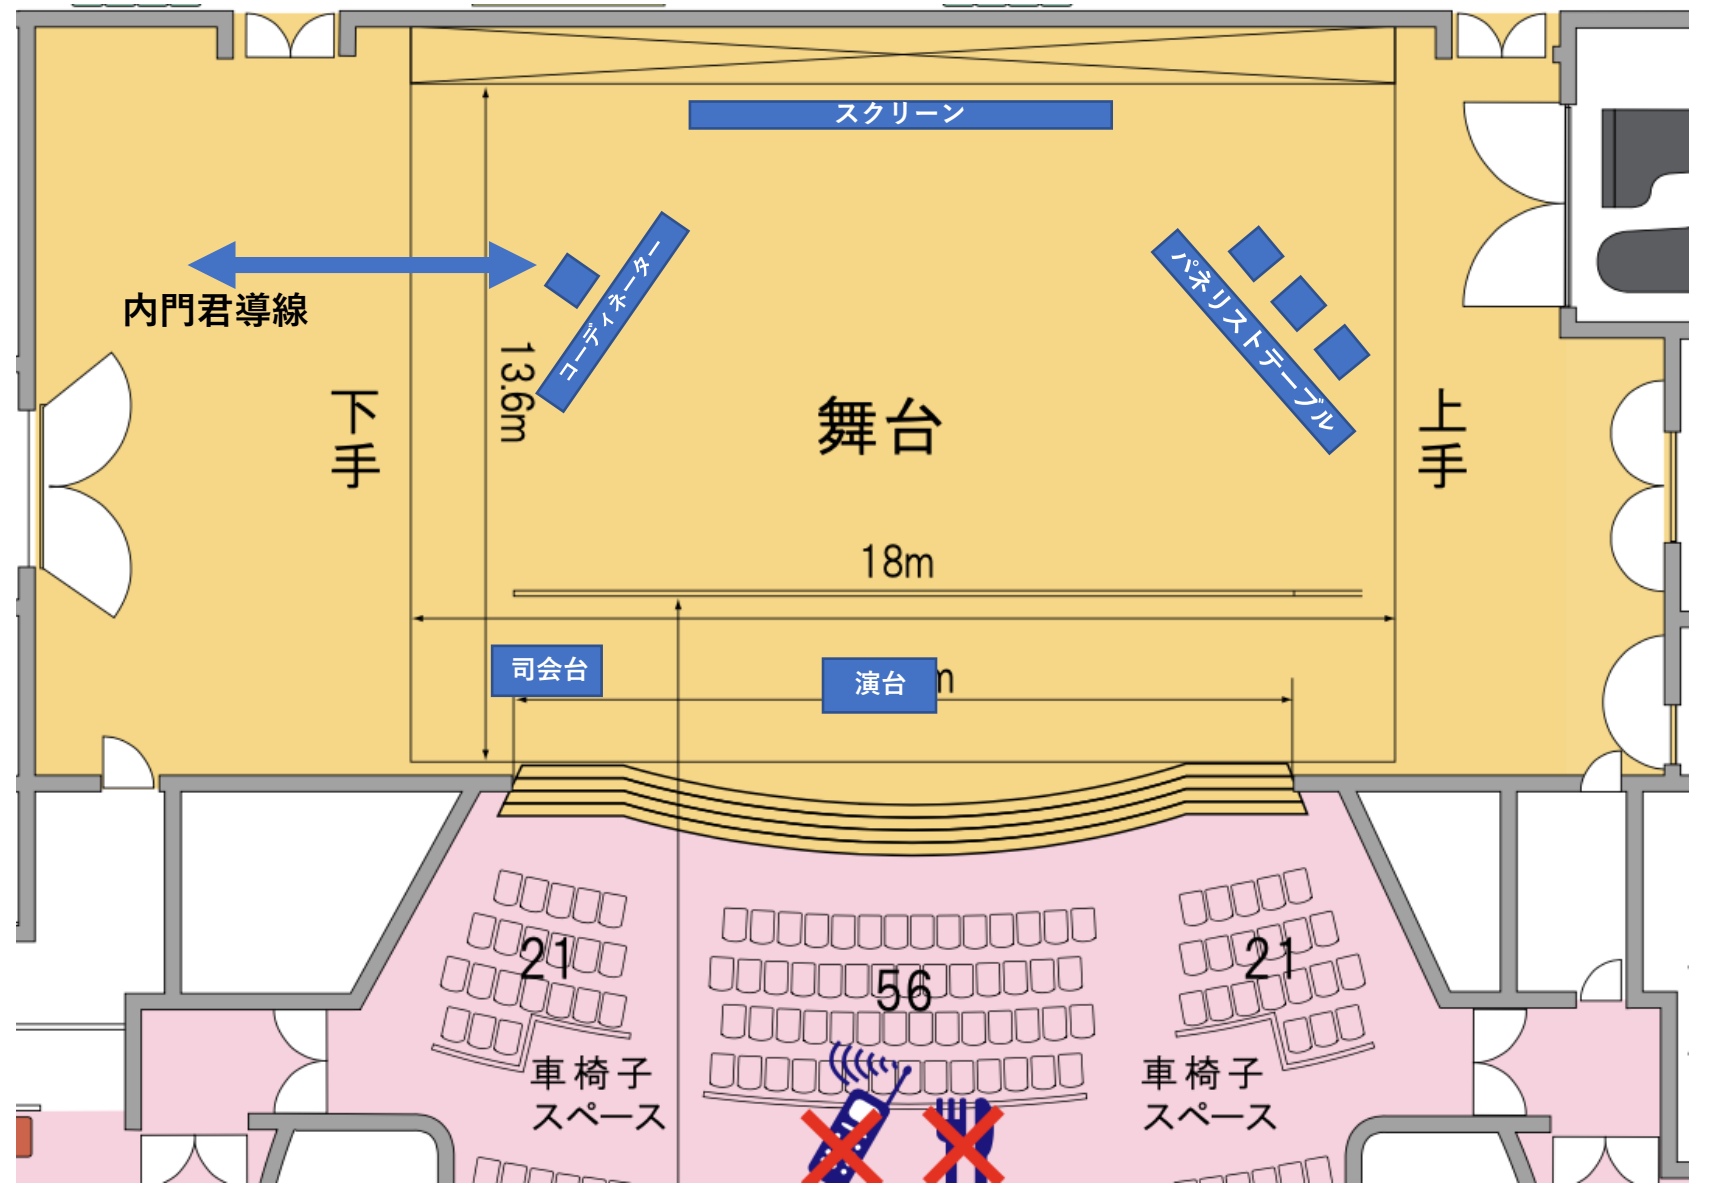 スクリーン
コーディネーター
パネリストテーブル
内門君導線
13.6m
下手
舞台
上手
18m
司会台
演台
m
21
56
21
車椅子
スペース
車椅子
スペース